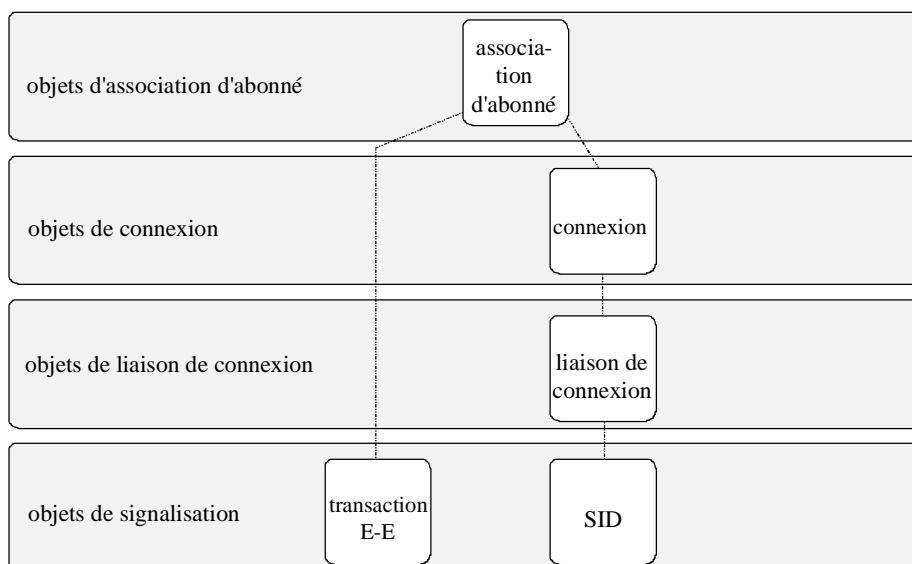 associa-
tion
d'abonné
objets d'association d'abonné
objets de connexion
connexion
objets de liaison de connexion
liaison de
connexion
objets de signalisation
transaction
E-E
SID